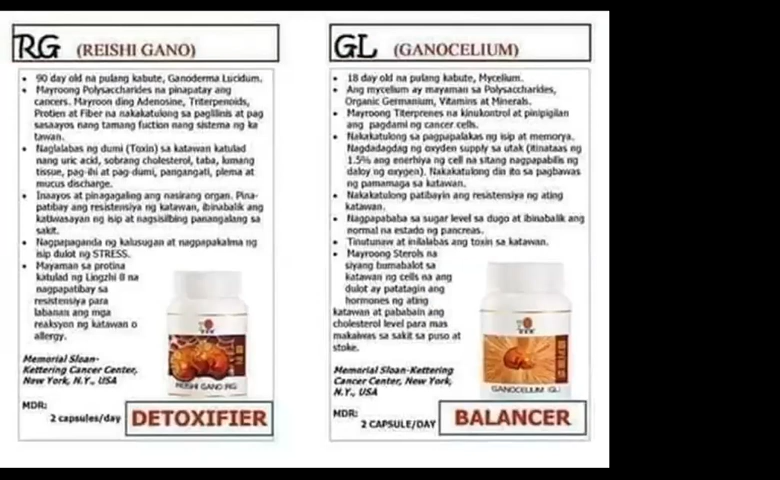 RG (REISHI GANO)
• 90 day old na pulang kabute, Ganoderma Lucidum.
• Mayroong Polysaccharides na pinapatay ang
cancers. Mayroon ding Adenosine, Triterpenoids,
Protien at Fiber na nakakatulong sa paglilinis at pag
sasaayos nang tamang fuction nang sistema ng ka
tawan.
• Naglalabas ng dumi (Toxin) sa katawan katulad
nang uric acid, sobrang cholesterol, taba, lumang
tissue, pag-ihi at pag-dumi, pangangati, plema at
mucus discharge.
• Inaayos at pinagagaling ang nasirang organ. Pina-
patibay ang resistensiya ng katawan, ibinabalik ang
katiwasayan ng isip at nagsisilbing panangalang sa
sakit.
• Nagpapaganda ng kalusugan at nagpapakalma ng
isip dulot ng STRESS.
• Mayaman sa protina
katulad ng Lingzhi 8 na
nagpapatibay sa
resistensiya para
labanan ang mga
reaksyon ng katawan o
allergy.
Memorial Sloan-
Kettering Cancer Center,
New York, N.Y., USA
MDR:
2 capsules/day
DETOXIFIER
REISHI GANO RG
GL (GANOCELIUM)
• 18 day old na pulang kabute, Mycelium.
• Ang mycelium ay mayaman sa Polysaccharides,
Organic Germanium, Vitamins at Minerals.
• Mayroong Titerprenes na kinukontrol at pinipigilan
ang pagdami ng cancer cells.
• Nakakatulong sa pagpapalakas ng isip at memorya.
Nagdadagdag ng oxyden supply sa utak (itinataas ng
1.5% ang enerhiya ng cell na sitang nagpapabilis ng
daloy ng oxygen). Nakakatulong din ito sa pagbawas
ng pamamaga sa katawan.
• Nakakatulong patibayin ang resistensiya ng ating
katawan.
• Nagpapababa sa sugar level sa dugo at ibinabalik ang
normal na estado ng pancreas.
• Tinutunaw at inilalabas ang toxin sa katawan.
• Mayroong Sterols na
siyang bumabalot sa
katawan ng cells na ang
dulot ay patatagin ang
hormones ng ating
katawan at pababain ang
cholesterol level para mas
makaiwas sa sakit sa puso at
stoke.
Memorial Sloan-Kettering
Cancer Center, New York,
N.Y., USA
MDR:
2 CAPSULE/DAY
BALANCER
GANOCELIUM GL